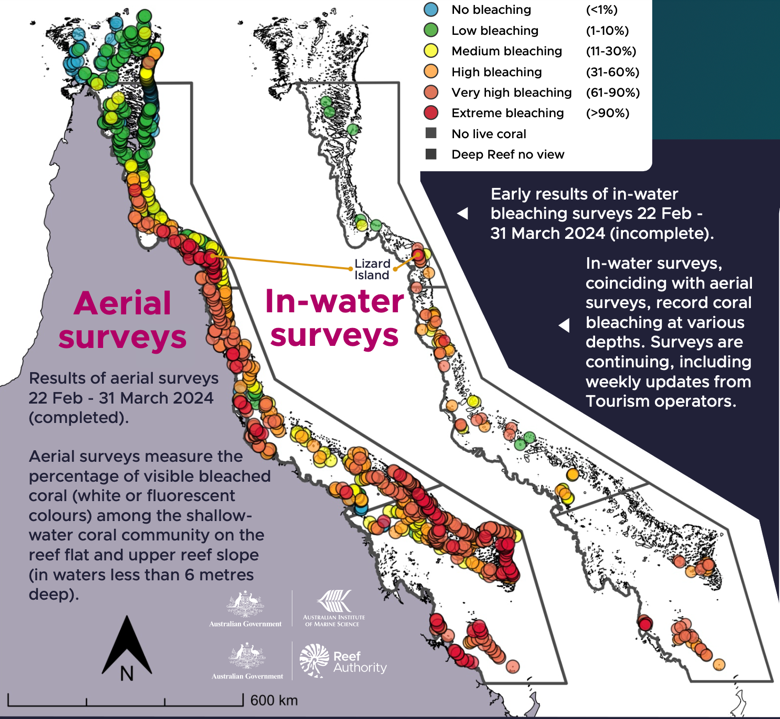 No bleaching (<1%)
Low bleaching (1-10%)
Medium bleaching (11-30%)
High bleaching (31-60%)
Very high bleaching (61-90%)
Extreme bleaching (>90%)
No live coral
Deep Reef no view
Early results of in-water
bleaching surveys 22 Feb -
31 March 2024 (incomplete).
In-water surveys,
coinciding with aerial
surveys, record coral
bleaching at various
depths. Surveys are
continuing, including
weekly updates from
Tourism operators.
Lizard
Island
Aerial
surveys
In-water
surveys
Results of aerial surveys
22 Feb - 31 March 2024
(completed).
Aerial surveys measure the
percentage of visible bleached
coral (white or fluorescent
colours) among the shallow-
water coral community on the
reef flat and upper reef slope
(in waters less than 6 metres
deep).
Australian Government
AUSTRALIAN INSTITUTE
OF MARINE SCIENCE
Australian Government
Reef
Authority
N
600 km